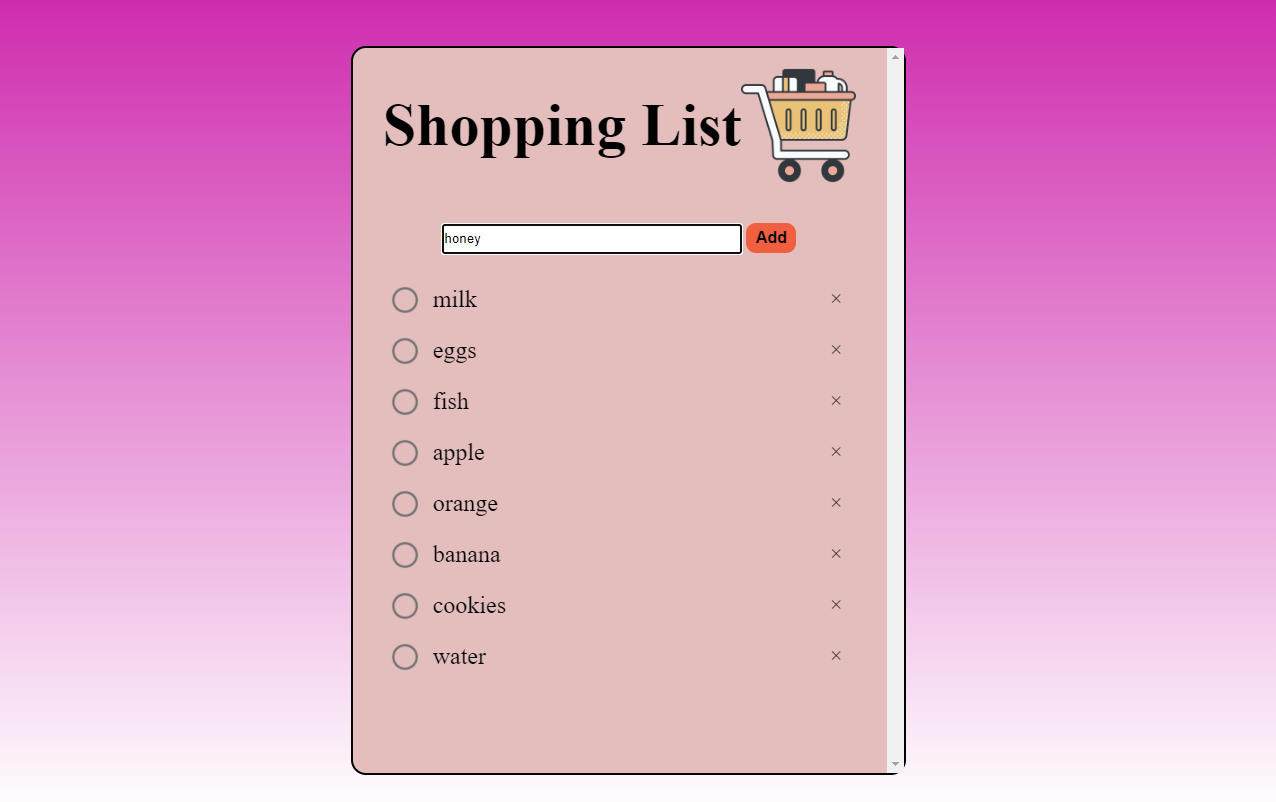 Shopping List
honey Add
milk ×
eggs ×
fish ×
apple ×
orange ×
banana ×
cookies ×
water ×